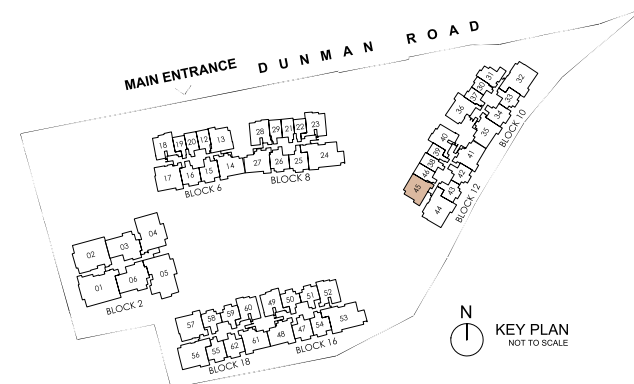 DUNMAN ROAD
MAIN ENTRANCE
18 19 20 12 13
17 16 15 14
BLOCK 6
28 29 21 22 23
27 26 25 24
BLOCK 8
31 32
37 30 33
36 34
35
BLOCK 10
40 41
39 38 42
46 43
45 44
BLOCK 12
02 03 04
01 06 05
BLOCK 2
57 58 59 60
56 55 62 61
BLOCK 18
49 50 51 52
48 47 54 53
BLOCK 16
N
KEY PLAN
NOT TO SCALE